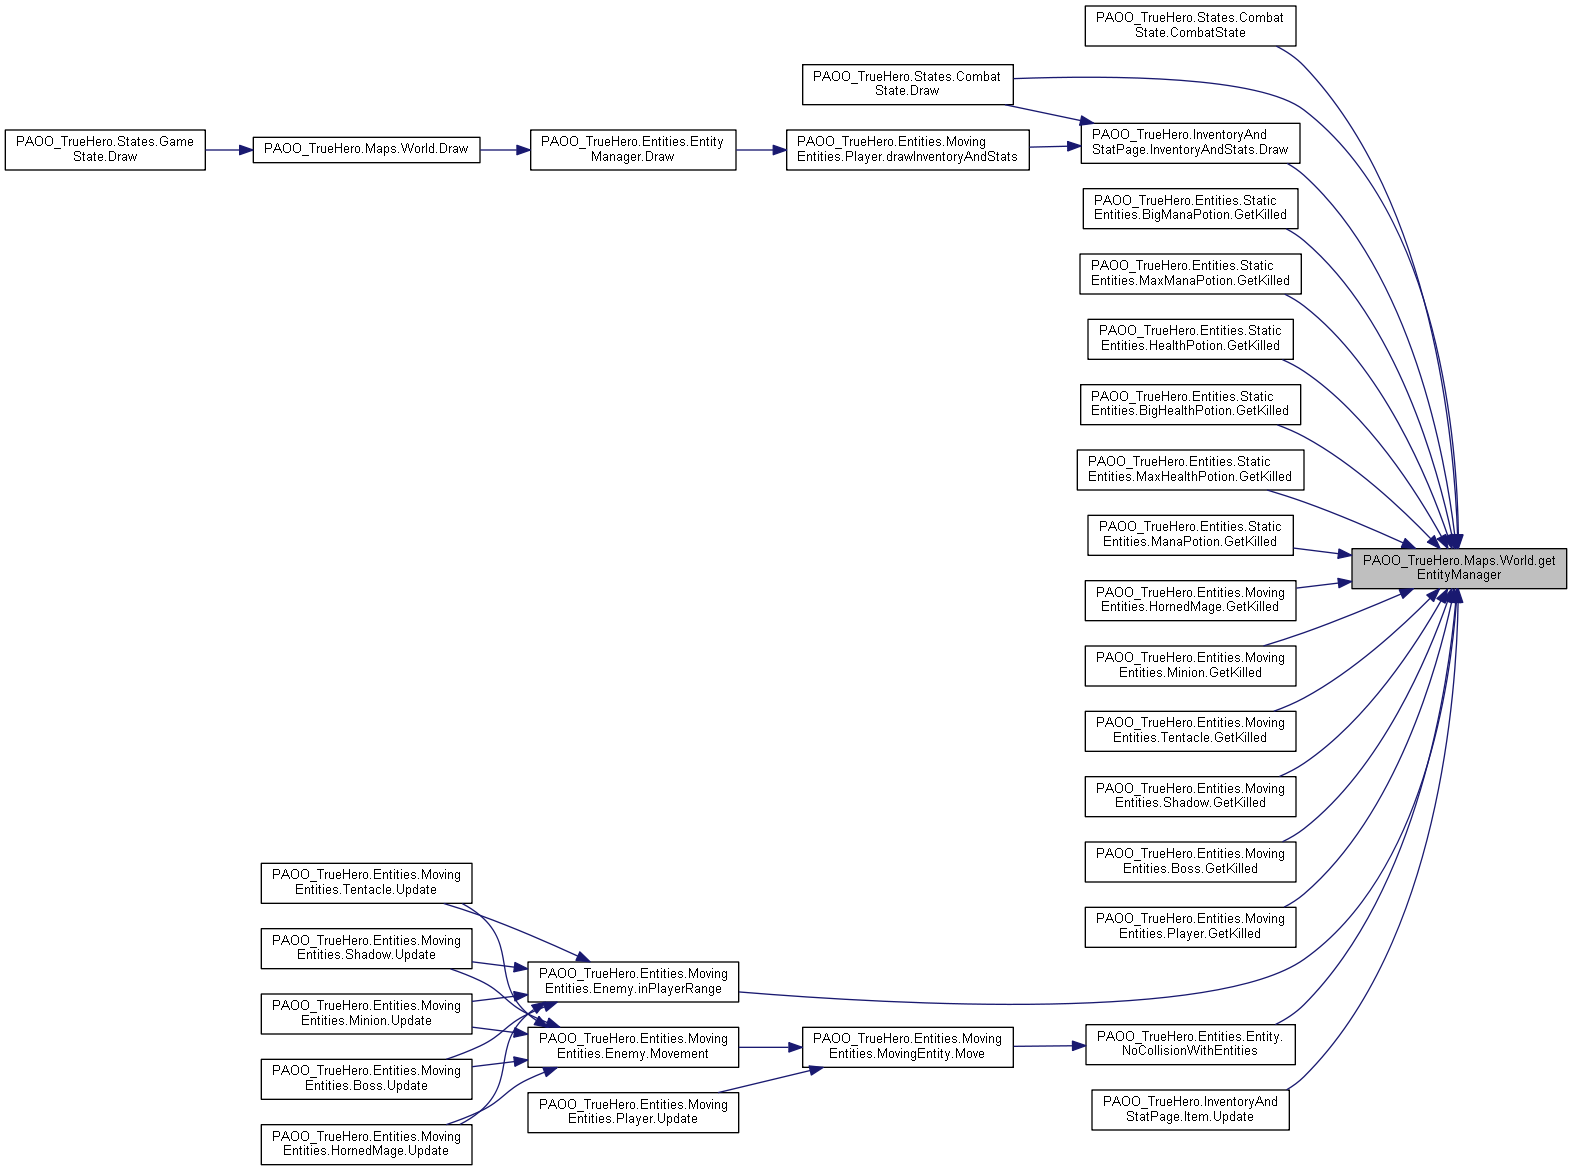 PAOO_TrueHero.States.Combat
State.CombatState
PAOO_TrueHero.States.Combat
State.Draw
PAOO_TrueHero.States.Game
State.Draw
PAOO_TrueHero.Maps.World.Draw
PAOO_TrueHero.Entities.Entity
Manager.Draw
PAOO_TrueHero.Entities.Moving
Entities.Player.drawInventoryAndStats
PAOO_TrueHero.InventoryAnd
StatPage.InventoryAndStats.Draw
PAOO_TrueHero.Entities.Static
Entities.BigManaPotion.GetKilled
PAOO_TrueHero.Entities.Static
Entities.MaxManaPotion.GetKilled
PAOO_TrueHero.Entities.Static
Entities.HealthPotion.GetKilled
PAOO_TrueHero.Entities.Static
Entities.BigHealthPotion.GetKilled
PAOO_TrueHero.Entities.Static
Entities.MaxHealthPotion.GetKilled
PAOO_TrueHero.Entities.Static
Entities.ManaPotion.GetKilled
PAOO_TrueHero.Maps.World.get
EntityManager
PAOO_TrueHero.Entities.Moving
Entities.HornedMage.GetKilled
PAOO_TrueHero.Entities.Moving
Entities.Minion.GetKilled
PAOO_TrueHero.Entities.Moving
Entities.Tentacle.GetKilled
PAOO_TrueHero.Entities.Moving
Entities.Shadow.GetKilled
PAOO_TrueHero.Entities.Moving
Entities.Boss.GetKilled
PAOO_TrueHero.Entities.Moving
Entities.Player.GetKilled
PAOO_TrueHero.Entities.Moving
Entities.Tentacle.Update
PAOO_TrueHero.Entities.Moving
Entities.Shadow.Update
PAOO_TrueHero.Entities.Moving
Entities.Enemy.inPlayerRange
PAOO_TrueHero.Entities.Moving
Entities.Minion.Update
PAOO_TrueHero.Entities.Moving
Entities.Enemy.Movement
PAOO_TrueHero.Entities.Moving
Entities.MovingEntity.Move
PAOO_TrueHero.Entities.Entity.
NoCollisionWithEntities
PAOO_TrueHero.Entities.Moving
Entities.Boss.Update
PAOO_TrueHero.Entities.Moving
Entities.Player.Update
PAOO_TrueHero.InventoryAnd
StatPage.Item.Update
PAOO_TrueHero.Entities.Moving
Entities.HornedMage.Update